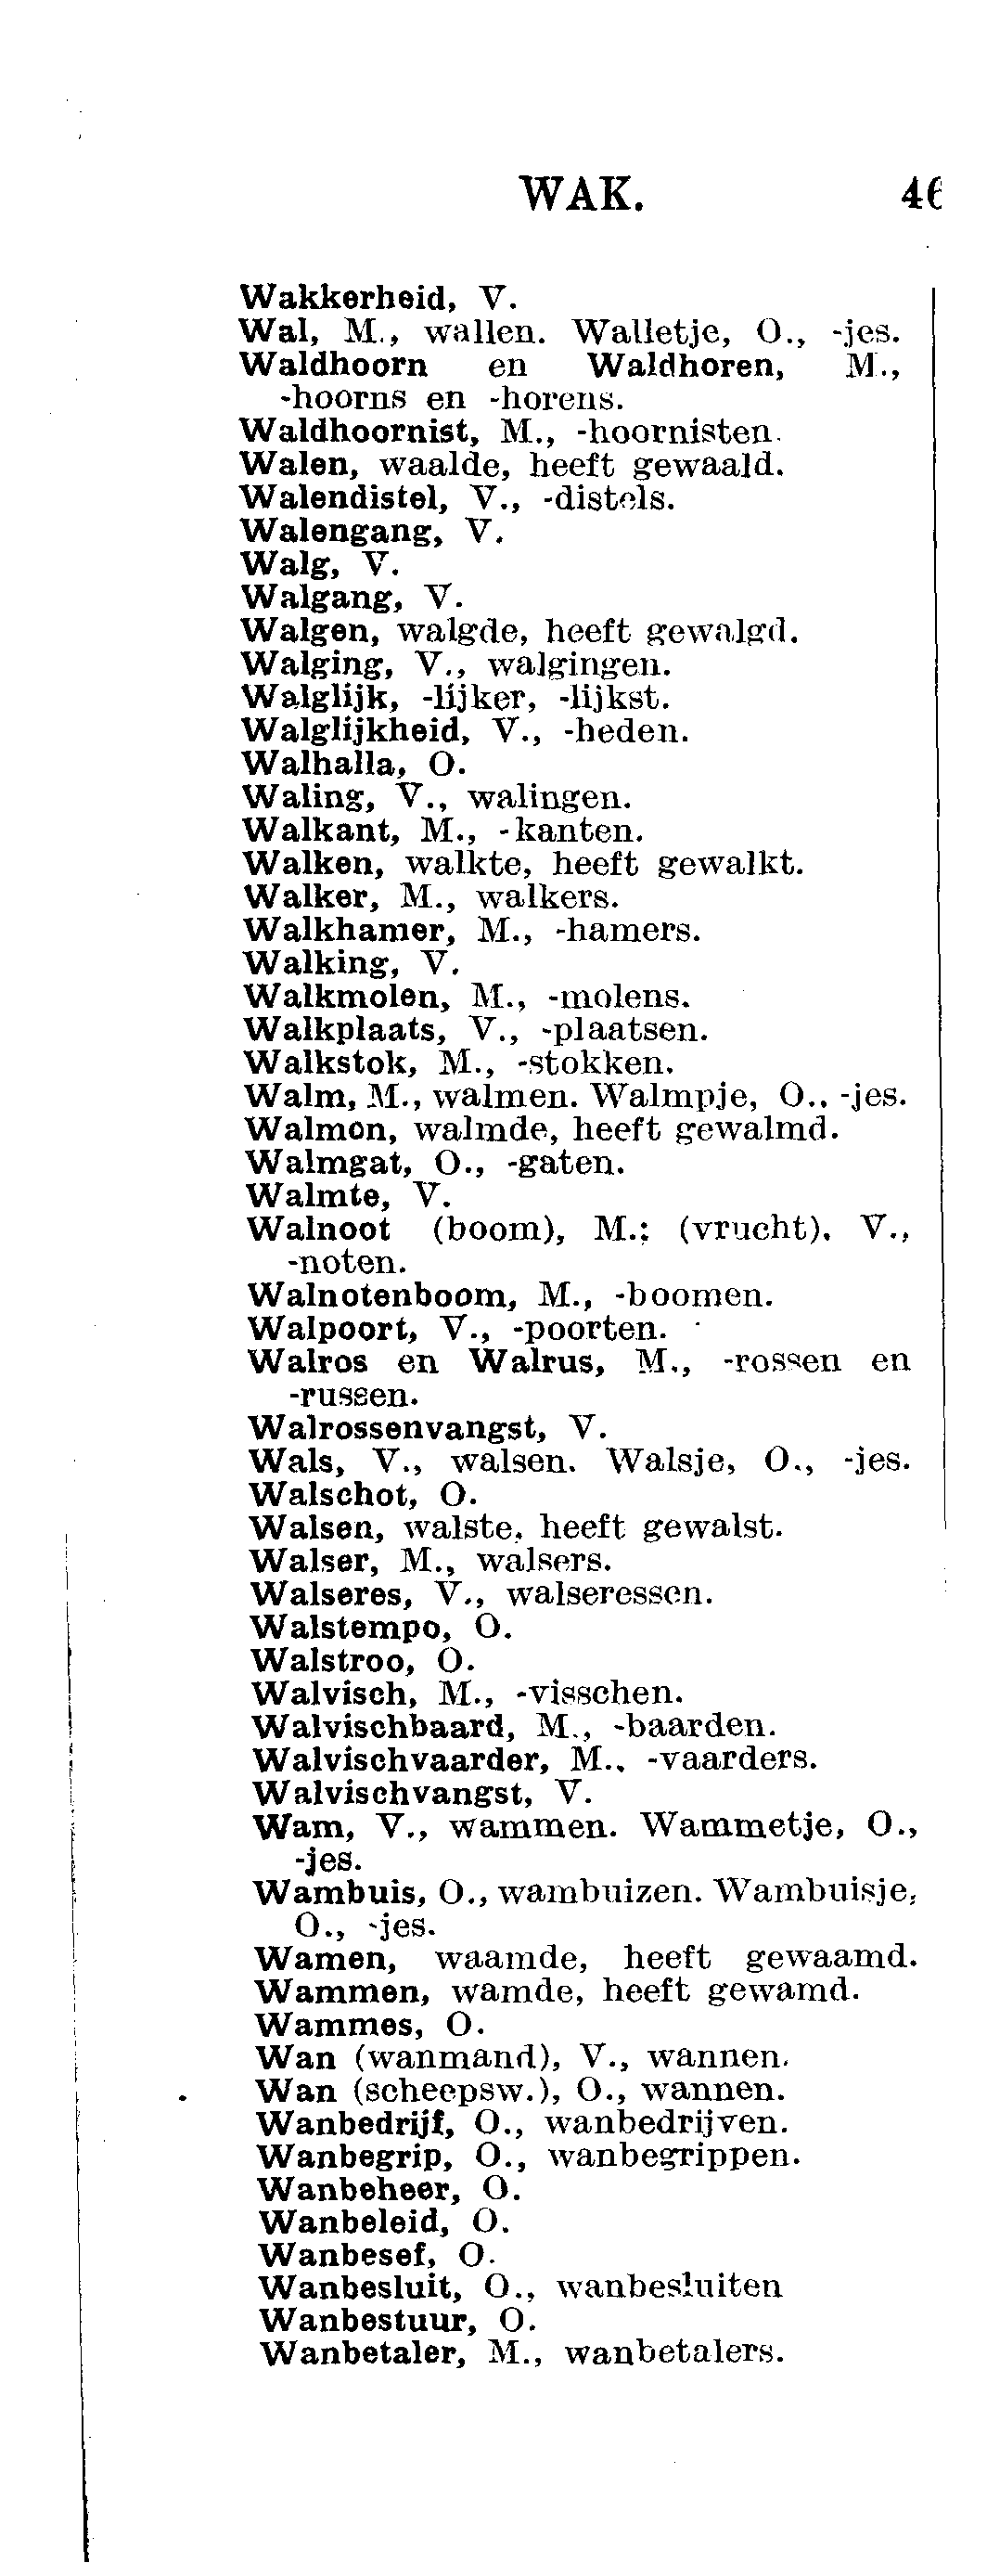 WAK. 46
Wakkerheid, V.
Wal, M., wallen. Walletje, O., -jes.
Waldhoorn en Waldhoren, M.,
-hoorns en -horens.
Waldhoornist, M., -hoornisten.
Walen, waalde, heeft gewaald.
Walendistel, V., -distels.
Walengang, V.
Walg, V.
Walgang, V.
Walgen, walgde, heeft gewalgd.
Walging, V., walgingen.
Walglijk, -lijker, -lijkst.
Walglijkheid, V., -heden.
Walhalla, O.
Waling, V., walingen.
Walkant, M., -kanten.
Walken, walkte, heeft gewalkt.
Walker, M., walkers.
Walkhamer, M., -hamers.
Walking, V.
Walkmolen, M., -molens.
Walkplaats, V., -plaatsen.
Walkstok, M., -stokken.
Walm, M., walmen. Walmpje, O., -jes.
Walmen, walmde, heeft gewalmd.
Walmgat, O., -gaten.
Walmte, V.
Walnoot (boom), M.; (vrucht), V.,
-noten.
Walnotenboom, M., -boomen.
Walpoort, V., -poorten.
Walros en Walrus, M., -rossen en
-russen.
Walrossenvangst, V.
Wals, V., walsen. Walsje, O., -jes.
Walschot, O.
Walsen, walste, heeft gewalst.
Walser, M., walsers.
Walseres, V., walseressen.
Walstempo, O.
Walstroo, O.
Walvisch, M., -visschen.
Walvischbaard, M., -baarden.
Walvischvaarder, M., -vaarders.
Walvischvangst, V.
Wam, V., wammen. Wammetje, O.,
-jes.
Wambuis, O., wambuizen. Wambuisje,
O., -jes.
Wamen, waamde, heeft gewaamd.
Wammen, wamde, heeft gewamd.
Wammes, O.
Wan (wanmand), V., wannen.
Wan (scheepsw.), O., wannen.
Wanbedrijf, O., wanbedrijven.
Wanbegrip, O., wanbegrippen.
Wanbeheer, O.
Wanbeleid, O.
Wanbesef, O.
Wanbesluit, O., wanbesluiten
Wanbestuur, O.
Wanbetaler, M., wanbetalers.